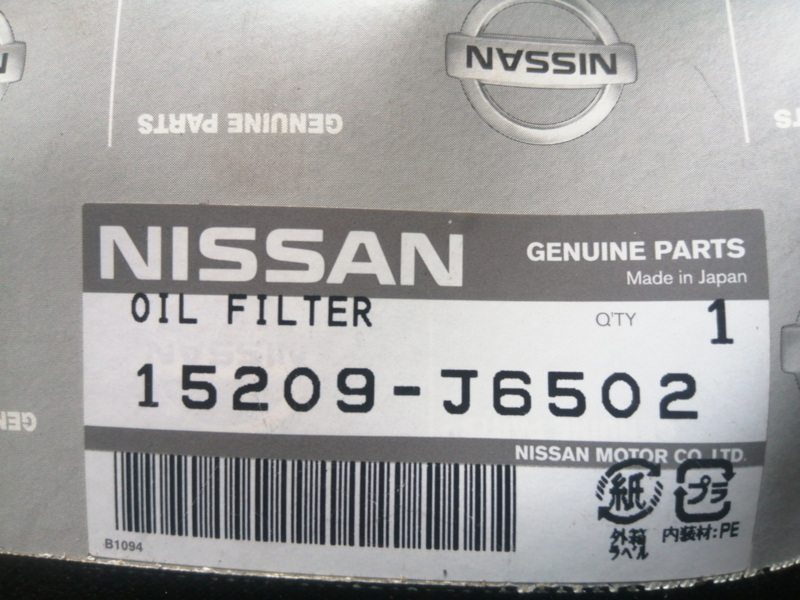 NISSAN
GENUINE PARTS
NISSAN
GENUINE PARTS
Made in Japan
OIL FILTER
Q'TY
1
15209-J6502
NISSAN MOTOR CO.,LTD.
B1094
紙
外箱
ラベル
プラ
内装材:PE